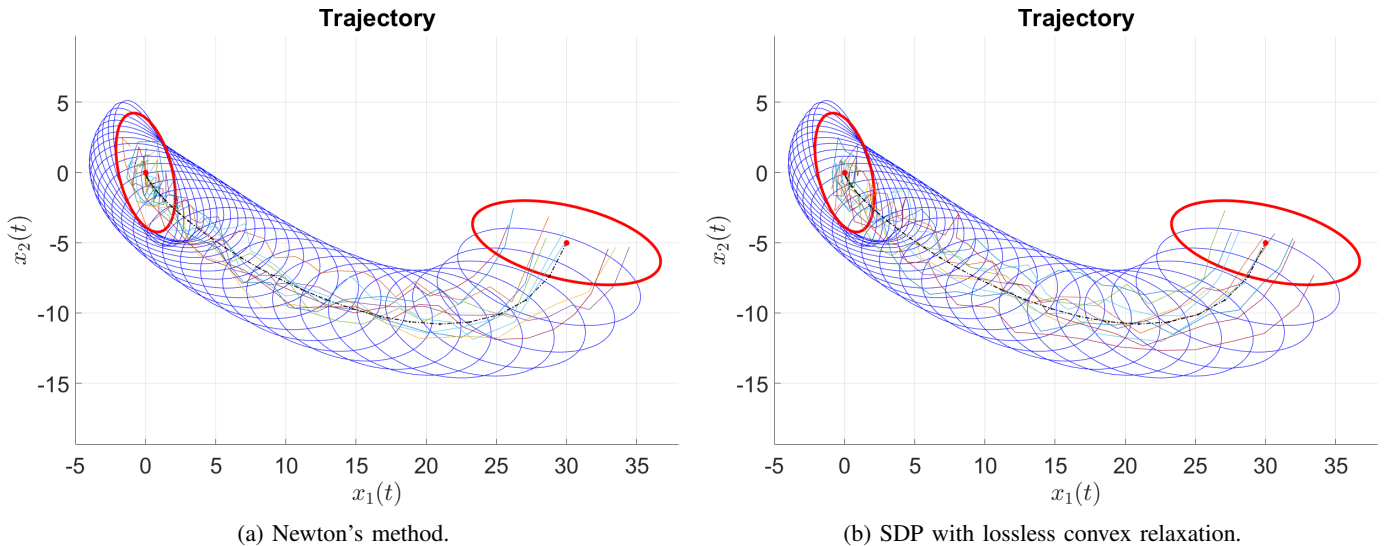 Trajectory
5
0
-5
-10
-15
x₂(t)
-5 0 5 10 15 20 25 30 35
x₁(t)
(a) Newton's method.
Trajectory
5
0
-5
-10
-15
x₂(t)
-5 0 5 10 15 20 25 30 35
x₁(t)
(b) SDP with lossless convex relaxation.